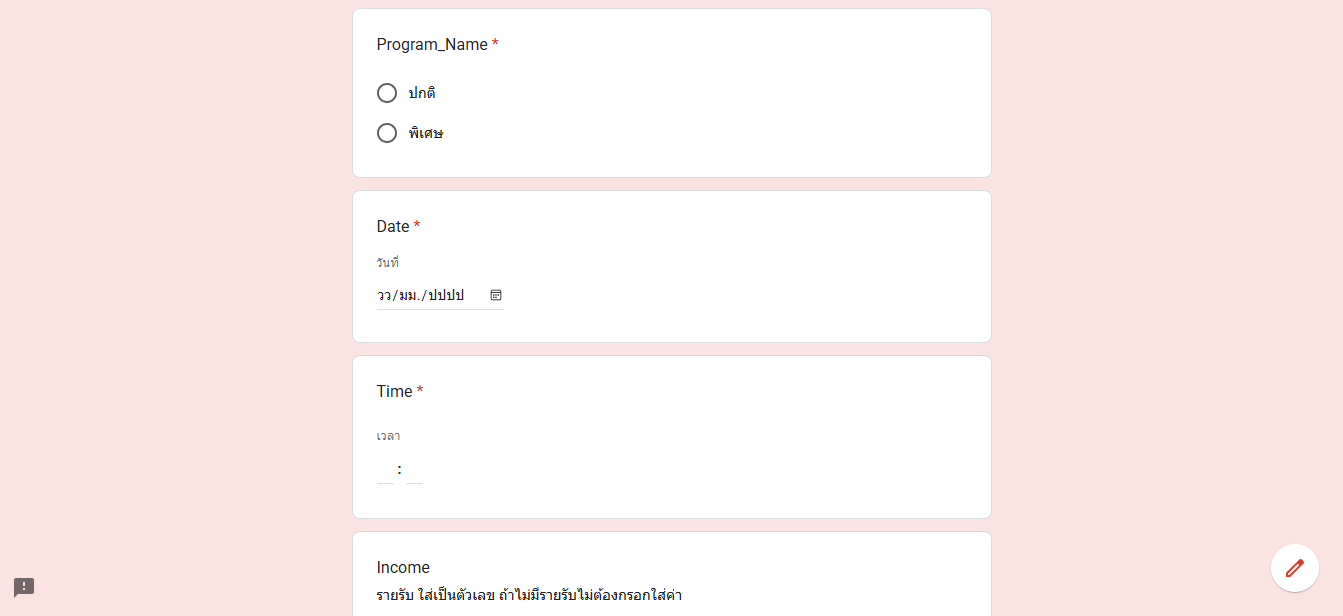 Program_Name *
ปกติ
พิเศษ
Date *
วันที่
วว/มม./ปปปป
Time *
เวลา
:
Income
รายรับ ใส่เป็นตัวเลข ถ้าไม่มีรายรับไม่ต้องกรอกใส่ค่า